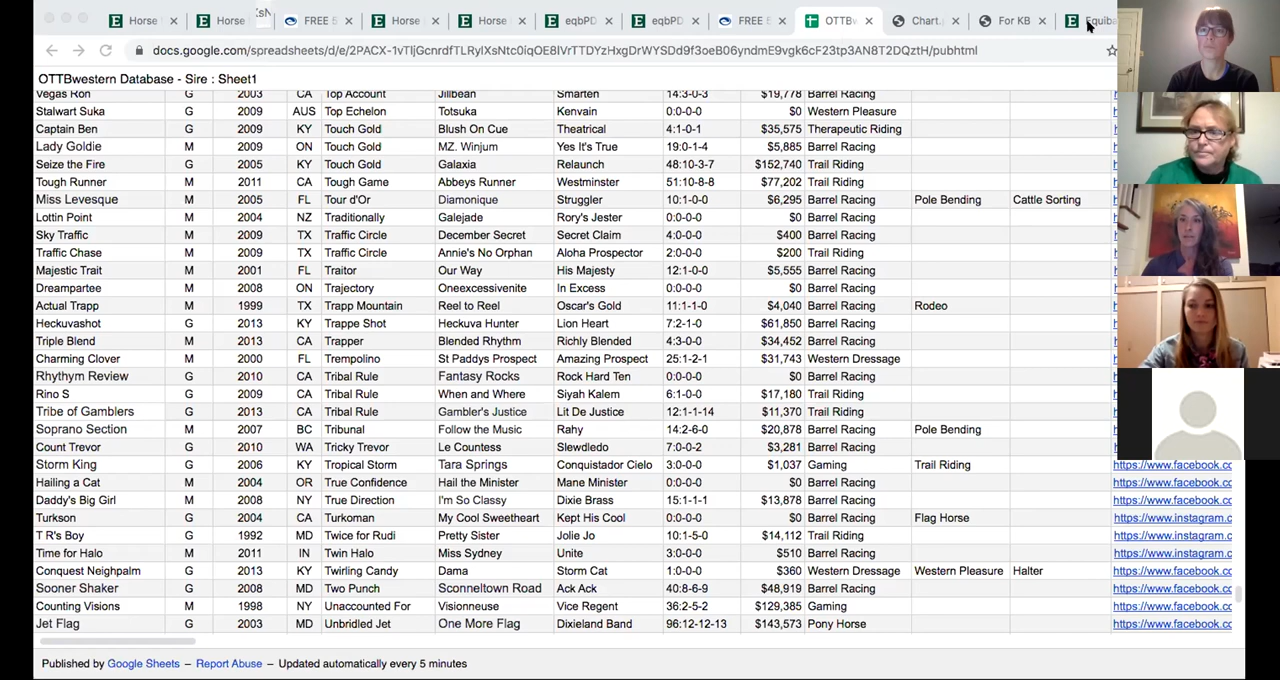 KsN
Horse Horse FREE 5 Horse Horse eqbPD eqbPD FREE 5 OTTBw Chart. For KB Equiba
docs.google.com/spreadsheets/d/e/
OTTBwestern Database - Sire : Sheet1
Vegas Ron G 2003 CA Top Account Jillbean Smarten 14:3-0-3 $19,778 Barrel Racing
Stalwart Suka G 2009 AUS Top Echelon Totsuka Kenvain 0:0-0-0 $0 Western Pleasure
Captain Ben G 2009 KY Touch Gold Blush On Cue Theatrical 4:1-0-1 $35,575 Therapeutic Riding
Lady Goldie M 2009 ON Touch Gold MZ. Winjum Yes It's True 19:0-1-4 $5,885 Barrel Racing
Seize the Fire G 2005 KY Touch Gold Galaxia Relaunch 48:10-3-7 $152,740 Trail Riding
Tough Runner M 2011 CA Tough Game Abbeys Runner Westminster 51:10-8-8 $77,202 Trail Riding
Miss Levesque M 2005 FL Tour d'Or Diamonique Struggler 10:1-0-0 $6,295 Barrel Racing Pole Bending Cattle Sorting
Lottin Point M 2004 NZ Traditionally Galejade Rory's Jester 0:0-0-0 $0 Barrel Racing
Sky Traffic M 2009 TX Traffic Circle December Secret Secret Claim 4:0-0-0 $400 Barrel Racing
Traffic Chase M 2009 TX Traffic Circle Annie's No Orphan Aloha Prospector 2:0-0-0 $200 Trail Riding
Majestic Trait M 2001 FL Traitor Our Way His Majesty 12:1-0-0 $5,555 Barrel Racing
Dreampartee M 2008 ON Trajectory Oneexcessivenite In Excess 0:0-0-0 $0 Barrel Racing
Actual Trapp M 1999 TX Trapp Mountain Reel to Reel Oscar's Gold 11:1-1-0 $4,040 Barrel Racing Rodeo
Heckuvashot G 2013 KY Trappe Shot Heckuva Hunter Lion Heart 7:2-1-0 $61,850 Barrel Racing
Triple Blend M 2013 CA Trapper Blended Rhythm Richly Blended 4:3-0-0 $34,452 Barrel Racing
Charming Clover M 2000 FL Trempolino St Paddys Prospect Amazing Prospect 25:1-2-1 $31,743 Western Dressage
Rhythym Review G 2010 CA Tribal Rule Fantasy Rocks Rock Hard Ten 0:0-0-0 $0 Barrel Racing
Rino S G 2009 CA Tribal Rule When and Where Siyah Kalem 6:1-0-0 $17,180 Trail Riding
Tribe of Gamblers G 2013 CA Tribal Rule Gambler's Justice Lit De Justice 12:1-1-14 $11,370 Trail Riding
Soprano Section M 2007 BC Tribunal Follow the Music Rahy 14:2-6-0 $20,878 Barrel Racing Pole Bending
Count Trevor G 2010 WA Tricky Trevor Le Countess Slewdledo 7:0-0-2 $3,281 Barrel Racing
Storm King G 2006 KY Tropical Storm Tara Springs Conquistador Cielo 3:0-0-0 $1,037 Gaming Trail Riding https://www.facebook.co
Hailing a Cat M 2004 OR True Confidence Hail the Minister Mane Minister 0:0-0-0 $0 Barrel Racing https://www.facebook.co
Daddy's Big Girl M 2008 NY True Direction I'm So Classy Dixie Brass 15:1-1-1 $13,878 Barrel Racing https://www.facebook.co
Turkson G 2004 CA Turkoman My Cool Sweetheart Kept His Cool 0:0-0-0 $0 Barrel Racing Flag Horse https://www.instagram.c
T R's Boy G 1992 MD Twice for Rudi Pretty Sister Jolie Jo 10:1-5-0 $14,112 Trail Riding https://www.instagram.c
Time for Halo M 2011 IN Twin Halo Miss Sydney Unite 3:0-0-0 $510 Barrel Racing https://www.instagram.c
Conquest Neighpalm G 2013 KY Twirling Candy Dama Storm Cat 1:0-0-0 $360 Western Dressage Western Pleasure Halter https://www.facebook.co
Sooner Shaker G 2008 MD Two Punch Sconneltown Road Ack Ack 40:8-6-9 $48,919 Barrel Racing https://www.facebook.co
Counting Visions M 1998 NY Unaccounted For Visionneuse Vice Regent 36:2-5-2 $129,385 Gaming https://www.facebook.co
Jet Flag G 2003 MD Unbridled Jet One More Flag Dixieland Band 96:12-12-13 $143,573 Pony Horse https://www.facebook.co
Published by Google Sheets – Report Abuse – Updated automatically every 5 minutes